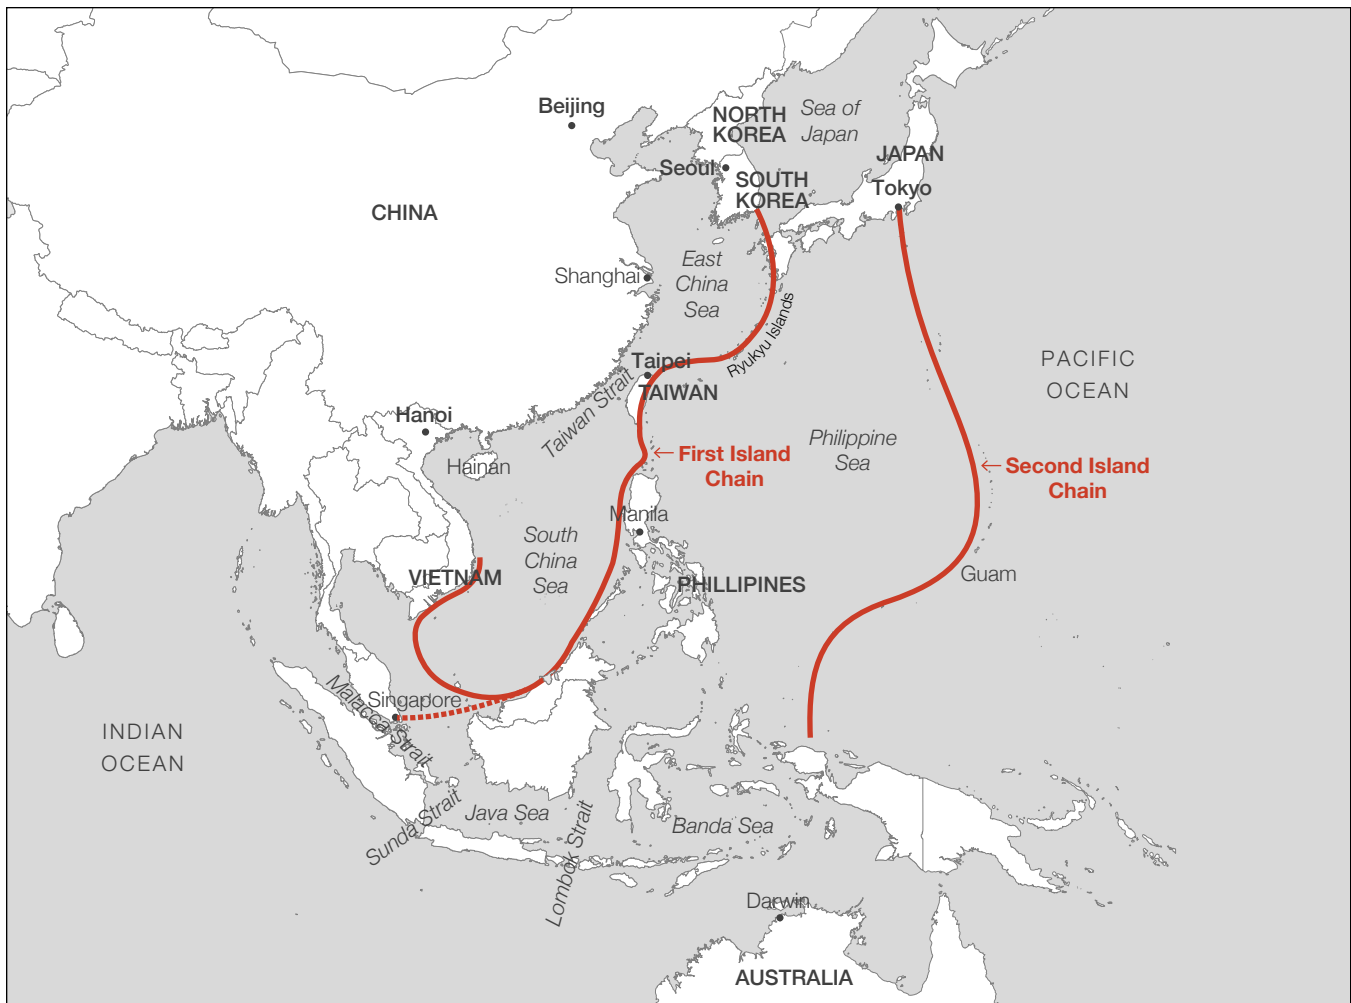 Beijing
NORTH
KOREA
Sea of
Japan
JAPAN
Seoul
SOUTH
KOREA
Tokyo
CHINA
East
China
Sea
Shanghai
Ryukyu Islands
PACIFIC
OCEAN
Taipei
TAIWAN
Taiwan Strait
Hanoi
Hainan
Philippine
Sea
←First Island
Chain
←Second Island
Chain
Manila
South
China
Sea
VIETNAM
PHILLIPINES
Guam
Singapore
Malacca Strait
INDIAN
OCEAN
Sunda Strait
Java Sea
Lombok Strait
Banda Sea
Darwin
AUSTRALIA